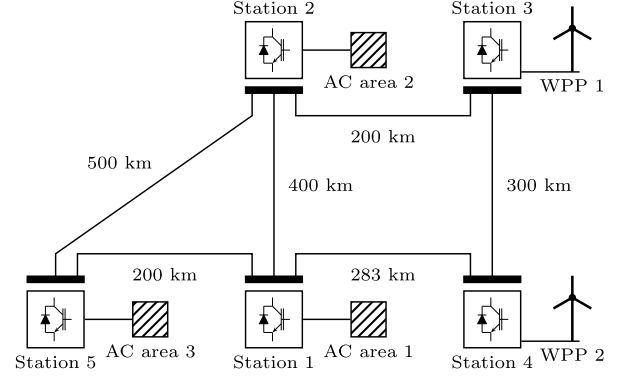 Station 2
Station 3
AC area 2
WPP 1
200 km
500 km
400 km
300 km
200 km
283 km
Station 5
AC area 3
Station 1
AC area 1
Station 4
WPP 2